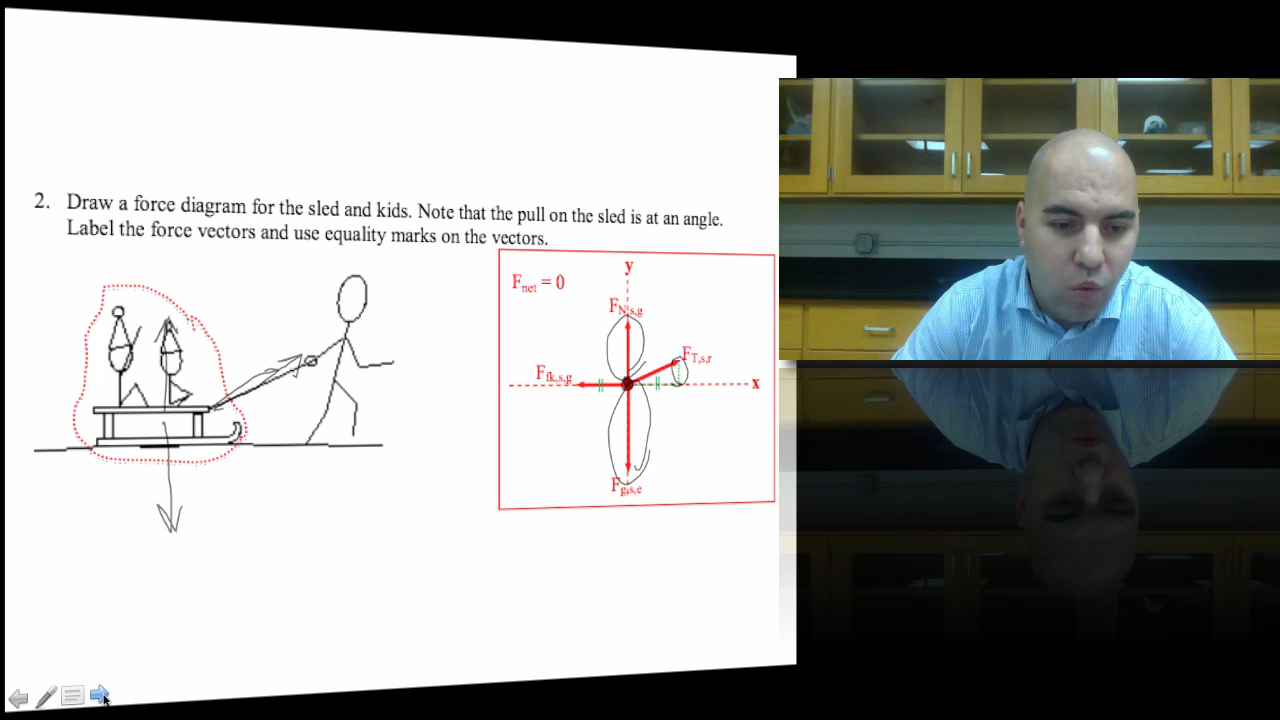 2. Draw a force diagram for the sled and kids. Note that the pull on the sled is at an angle.
Label the force vectors and use equality marks on the vectors.
y
Fnet = 0
FN,s,g
FT,s,r
Ffk,s,g
x
Fg,s,e